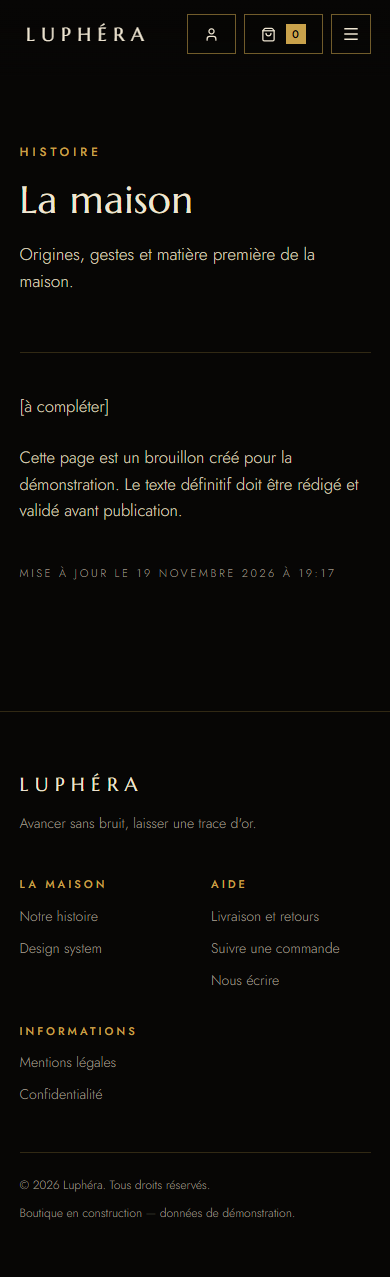 LUPHÉRA
0
HISTOIRE
La maison
Origines, gestes et matière première de la
maison.
[à compléter]
Cette page est un brouillon créé pour la
démonstration. Le texte définitif doit être rédigé et
validé avant publication.
MISE À JOUR LE 19 NOVEMBRE 2026 À 19:17
LUPHÉRA
Avancer sans bruit, laisser une trace d'or.
LA MAISON
Notre histoire
Design system
AIDE
Livraison et retours
Suivre une commande
Nous écrire
INFORMATIONS
Mentions légales
Confidentialité
© 2026 Luphéra. Tous droits réservés.
Boutique en construction — données de démonstration.